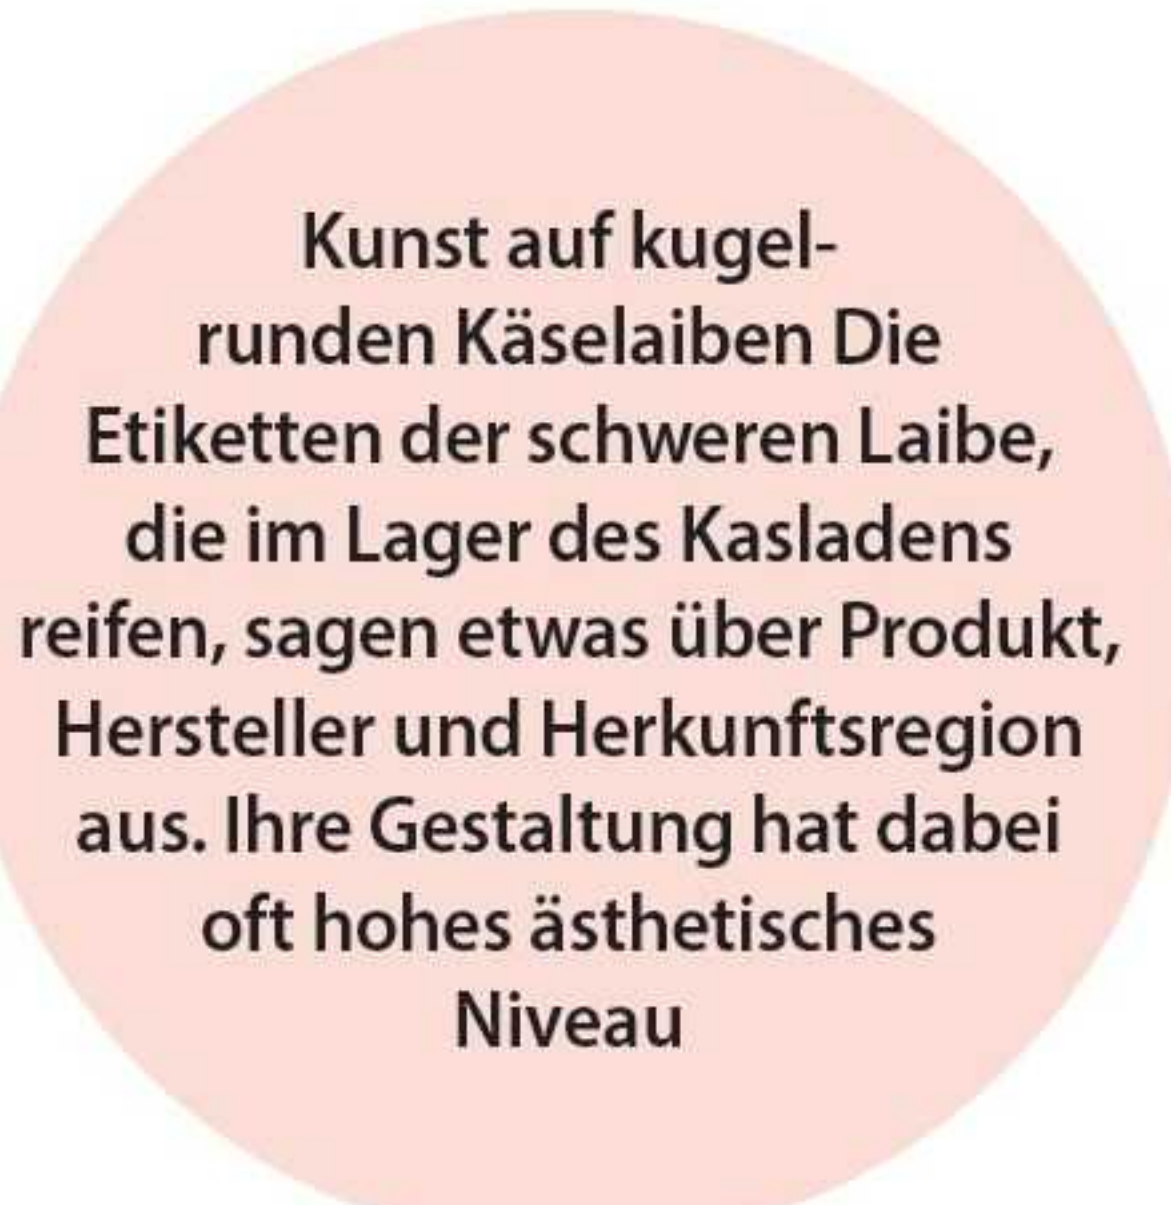 Kunst auf kugel-
runden Käselaiben Die
Etiketten der schweren Laibe,
die im Lager des Kasladens
reifen, sagen etwas über Produkt,
Hersteller und Herkunftsregion
aus. Ihre Gestaltung hat dabei
oft hohes ästhetisches
Niveau